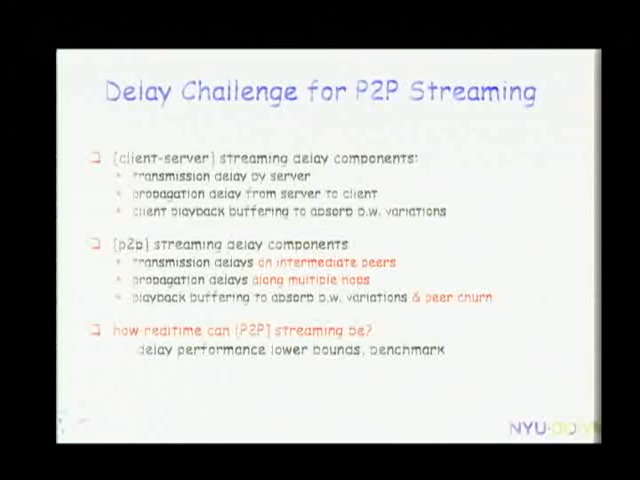 Delay Challenge for P2P Streaming
[client-server] streaming delay components:
transmission delay by server
propagation delay from server to client
client playback buffering to absorb b.w. variations
[p2p] streaming delay components
transmission delays on intermediate peers
propagation delays along multiple hops
playback buffering to absorb b.w. variations & peer churn
how realtime can [P2P] streaming be?
delay performance lower bounds, benchmark
NYU-